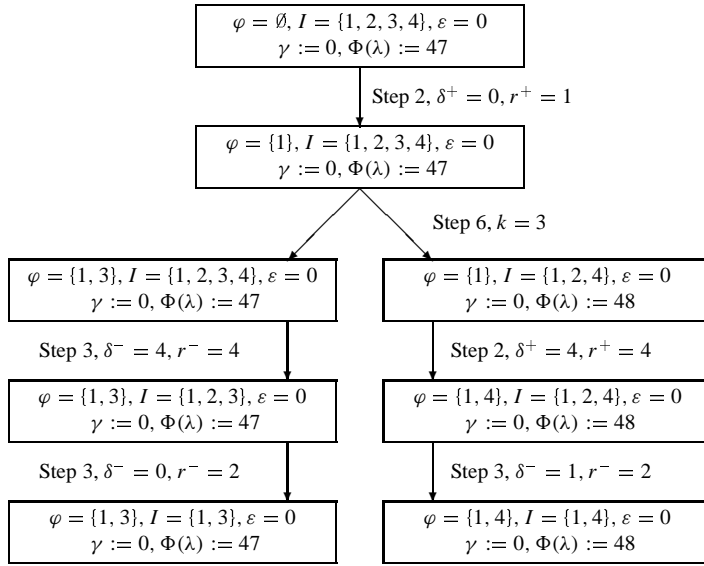 φ = ∅, I = {1, 2, 3, 4}, ε = 0
γ := 0, Φ(λ) := 47
Step 2, δ⁺ = 0, r⁺ = 1
φ = {1}, I = {1, 2, 3, 4}, ε = 0
γ := 0, Φ(λ) := 47
Step 6, k = 3
φ = {1, 3}, I = {1, 2, 3, 4}, ε = 0
γ := 0, Φ(λ) := 47
φ = {1}, I = {1, 2, 4}, ε = 0
γ := 0, Φ(λ) := 48
Step 3, δ⁻ = 4, r⁻ = 4
Step 2, δ⁺ = 4, r⁺ = 4
φ = {1, 3}, I = {1, 2, 3}, ε = 0
γ := 0, Φ(λ) := 47
φ = {1, 4}, I = {1, 2, 4}, ε = 0
γ := 0, Φ(λ) := 48
Step 3, δ⁻ = 0, r⁻ = 2
Step 3, δ⁻ = 1, r⁻ = 2
φ = {1, 3}, I = {1, 3}, ε = 0
γ := 0, Φ(λ) := 47
φ = {1, 4}, I = {1, 4}, ε = 0
γ := 0, Φ(λ) := 48